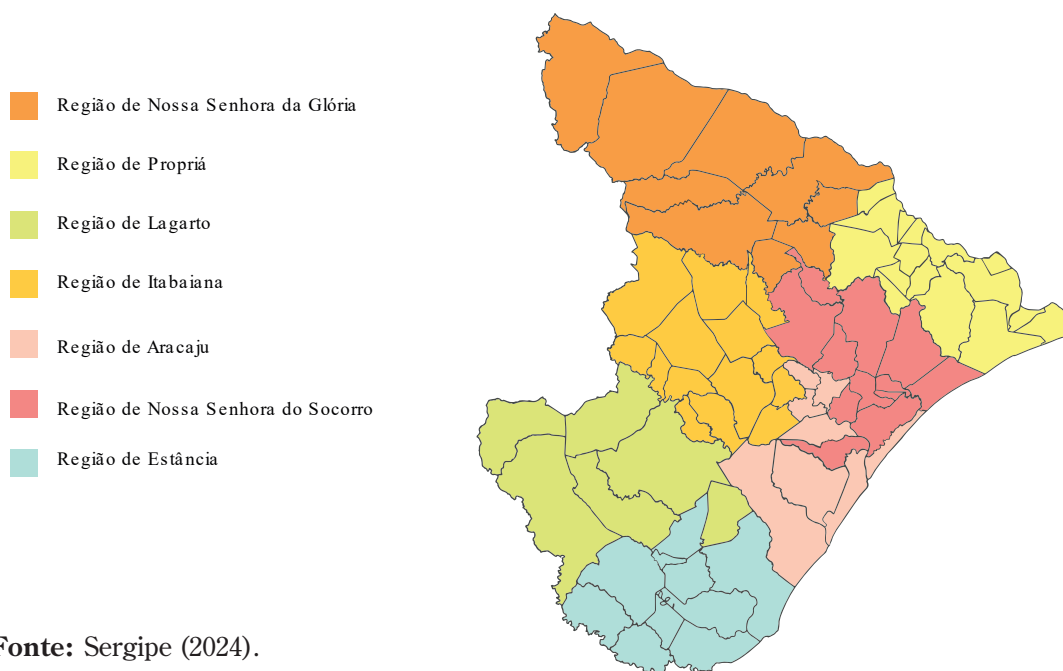 Região de Nossa Senhora da Glória
Região de Propriá
Região de Lagarto
Região de Itabaiana
Região de Aracaju
Região de Nossa Senhora do Socorro
Região de Estância
Fonte: Sergipe (2024).